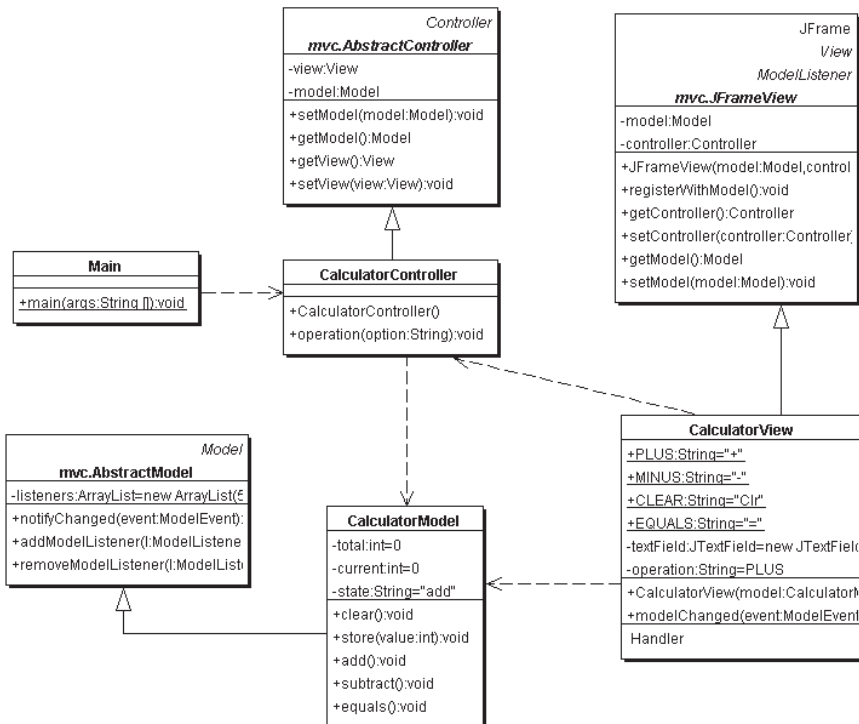 Controller
mvc.AbstractController
-view:View
-model:Model
+setModel(model:Model):void
+getModel():Model
+getView():View
+setView(view:View):void
JFrame
View
ModelListener
mvc.JFrameView
-model:Model
-controller:Controller
+JFrameView(model:Model,control
+registerWithModel():void
+getController():Controller
+setController(controller:Controller)
+getModel():Model
+setModel(model:Model):void
Main
+main(args:String []):void
CalculatorController
+CalculatorController()
+operation(option:String):void
Model
mvc.AbstractModel
-listeners:ArrayList=new ArrayList(5
+notifyChanged(event:ModelEvent):
+addModelListener(l:ModelListene
+removeModelListener(l:ModelList
CalculatorModel
-total:int=0
-current:int=0
-state:String="add"
+clear():void
+store(value:int):void
+add():void
+subtract():void
+equals():void
CalculatorView
+PLUS:String="+"
+MINUS:String="-"
+CLEAR:String="Clr"
+EQUALS:String="="
-textField:JTextField=new JTextField
-operation:String=PLUS
+CalculatorView(model:CalculatorM
+modelChanged(event:ModelEvent
Handler